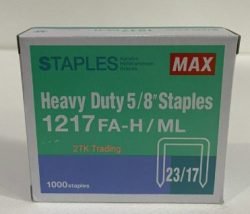 STAPLES
MAX
Heavy Duty 5/8" Staples
1217 FA-H/ML
27K Trading
23/17
1000 staples